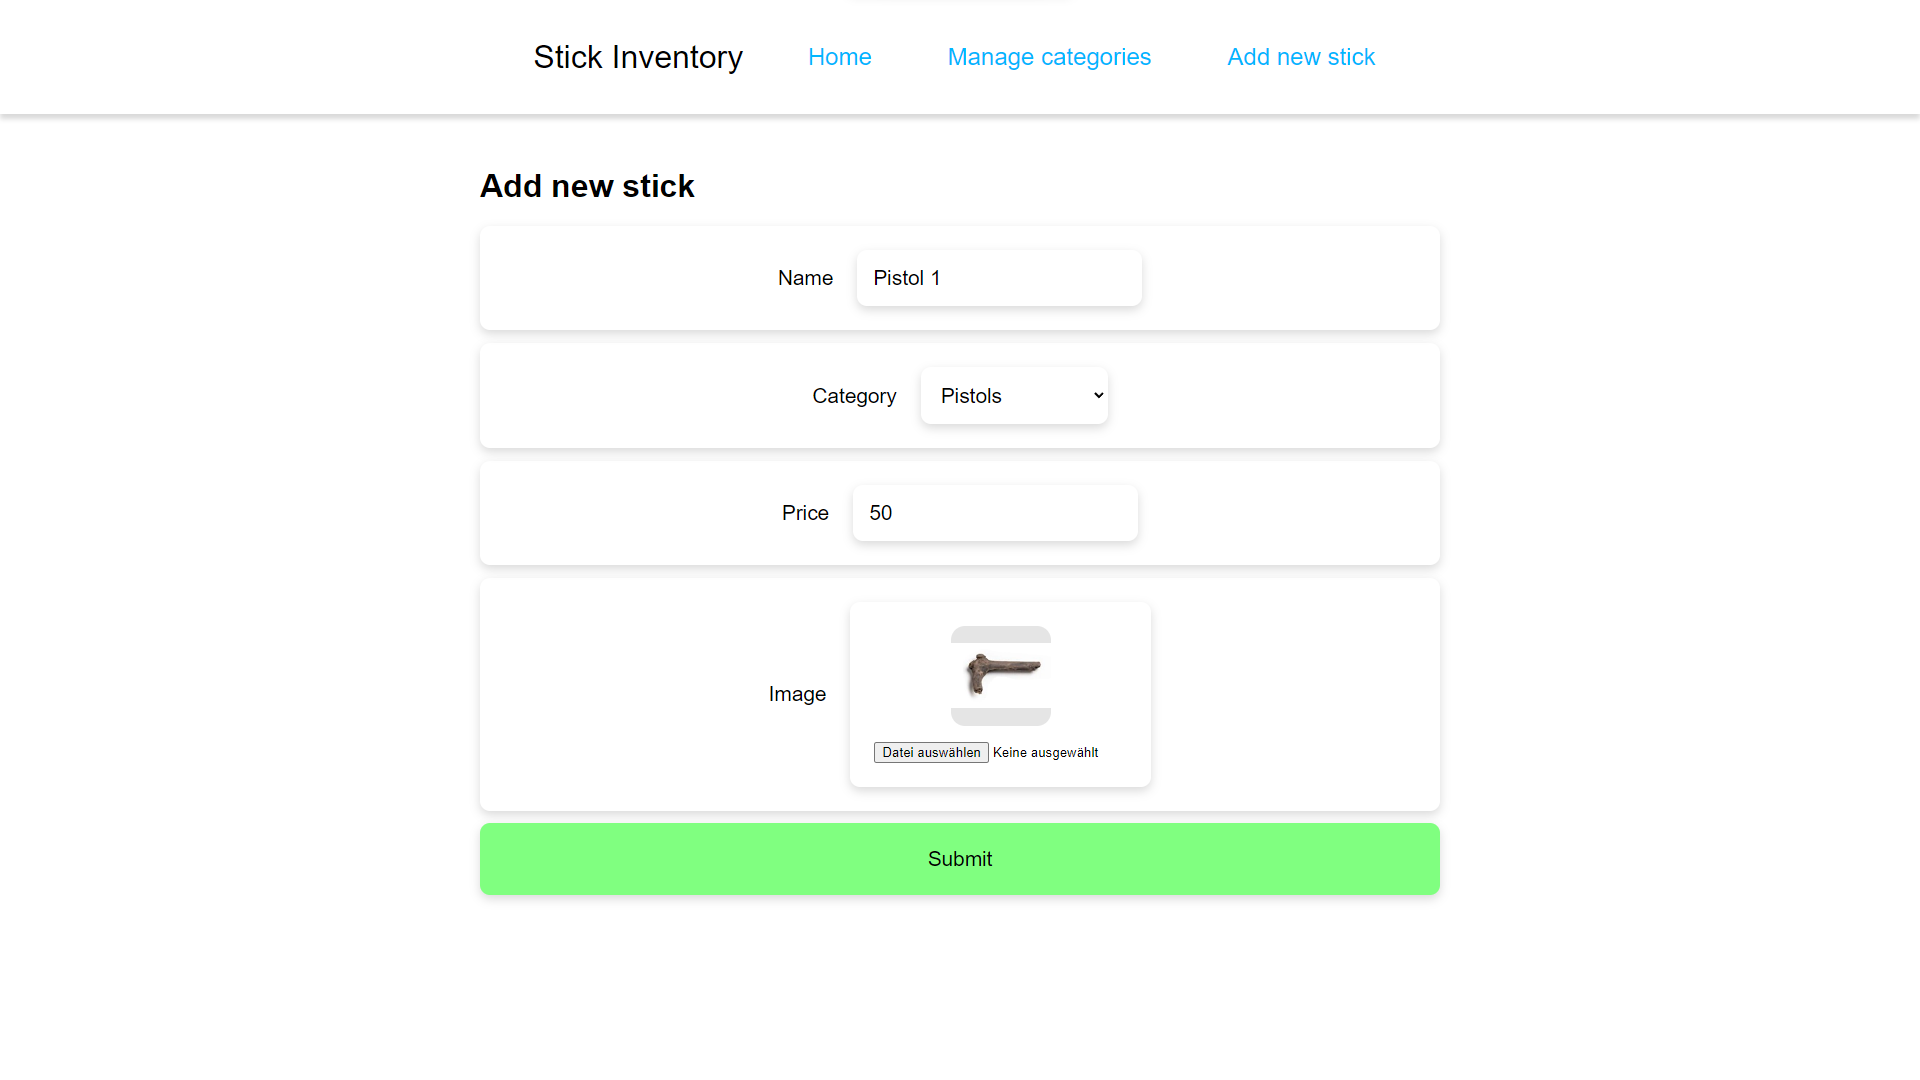 Stick Inventory Home Manage categories Add new stick
Add new stick
Name Pistol 1
Category Pistols
Price 50
Image
Datei auswählen Keine ausgewählt
Submit